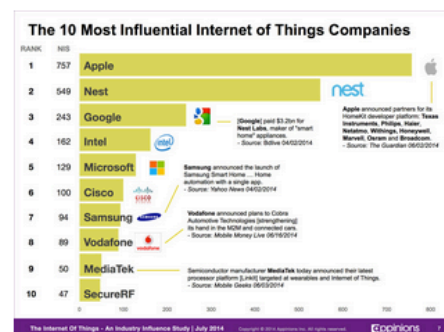 The 10 Most Influential Internet of Things Companies
RANK NIS
1 757 Apple
2 549 Nest
nest
3 243 Google
4 162 Intel
intel
5 129 Microsoft
6 100 Cisco
CISCO
7 94 Samsung
SAMSUNG
8 89 Vodafone
vodafone
9 50 MediaTek
10 47 SecureRF
Apple announced partners for its
HomeKit developer platform: Texas
Instruments, Philips, Haier,
Netatmo, Withings, Honeywell,
Marvell, Osram and Broadcom.
- Source: The Guardian 06/02/2014
[Google] paid $3.2bn for
Nest Labs, maker of "smart
home" appliances.
- Source: Bdlive 04/02/2014
Samsung announced the launch of
Samsung Smart Home ... Home
automation with a single app.
- Source: Yahoo News 04/02/2014
Vodafone announced plans to Cobra
Automotive Technologies [strengthening]
its hand in the M2M and connected cars.
- Source: Mobile Money Live 06/16/2014
Semiconductor manufacturer MediaTek today announced their latest
processor platform [LinkIt] targeted at wearables and Internet of Things.
- Source: Mobile Geeks 06/03/2014
0 100 200 300 400 500 600 700 800
The Internet Of Things - An Industry Influence Study | July 2014
Copyright © 2014 Appinions Inc. All rights reserved.
appinions
7